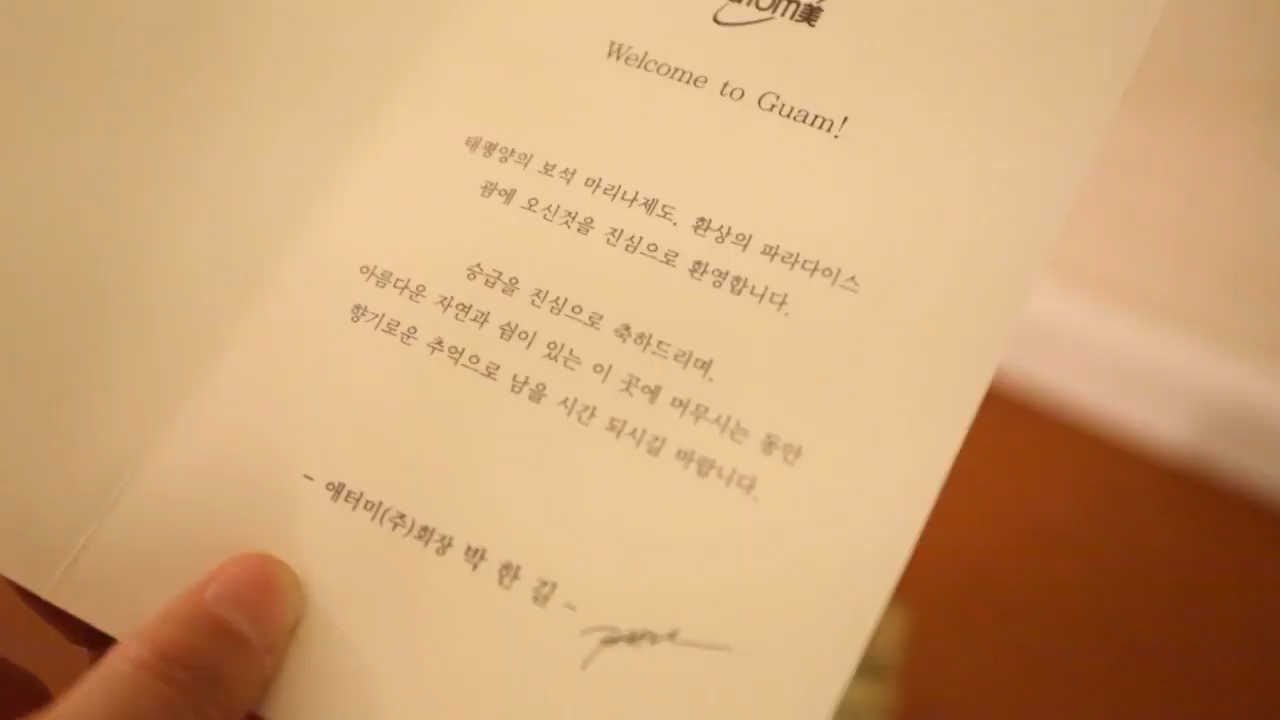 atom美
Welcome to Guam!
태평양의 보석 마리나제도, 환상의 파라다이스
괌에 오신것을 진심으로 환영합니다.
승급을 진심으로 축하드리며,
아름다운 자연과 쉼이 있는 이 곳에 머무시는 동안
향기로운 추억으로 남을 시간 되시길 바랍니다.
- 애터미(주)회장 박 한 길 -